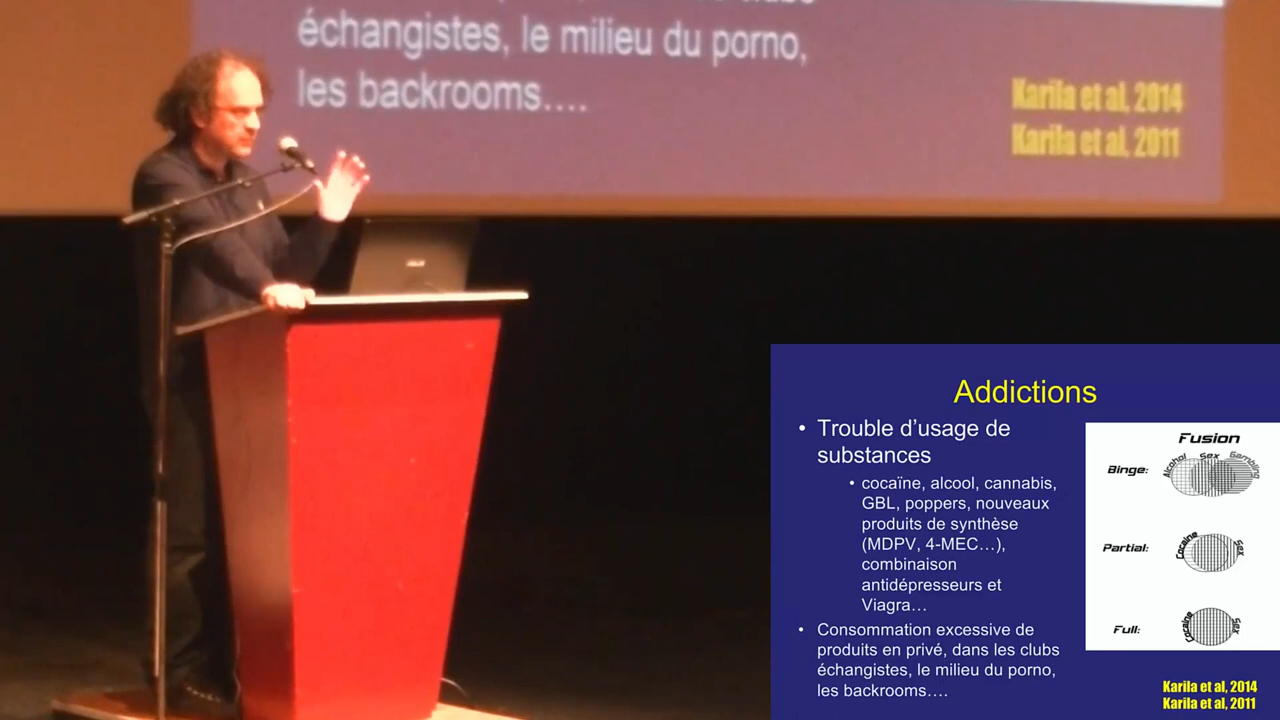 échangistes, le milieu du porno,
les backrooms….
Karila et al, 2014
Karila et al, 2011
Addictions
• Trouble d’usage de
substances
• cocaïne, alcool, cannabis,
GBL, poppers, nouveaux
produits de synthèse
(MDPV, 4-MEC…),
combinaison
antidépresseurs et
Viagra…
• Consommation excessive de
produits en privé, dans les clubs
échangistes, le milieu du porno,
les backrooms….
Fusion
Binge:
Alcohol
Sex
Gambling
Partial:
Cocaine
Sex
Full:
Cocaine
Sex
Karila et al, 2014
Karila et al, 2011